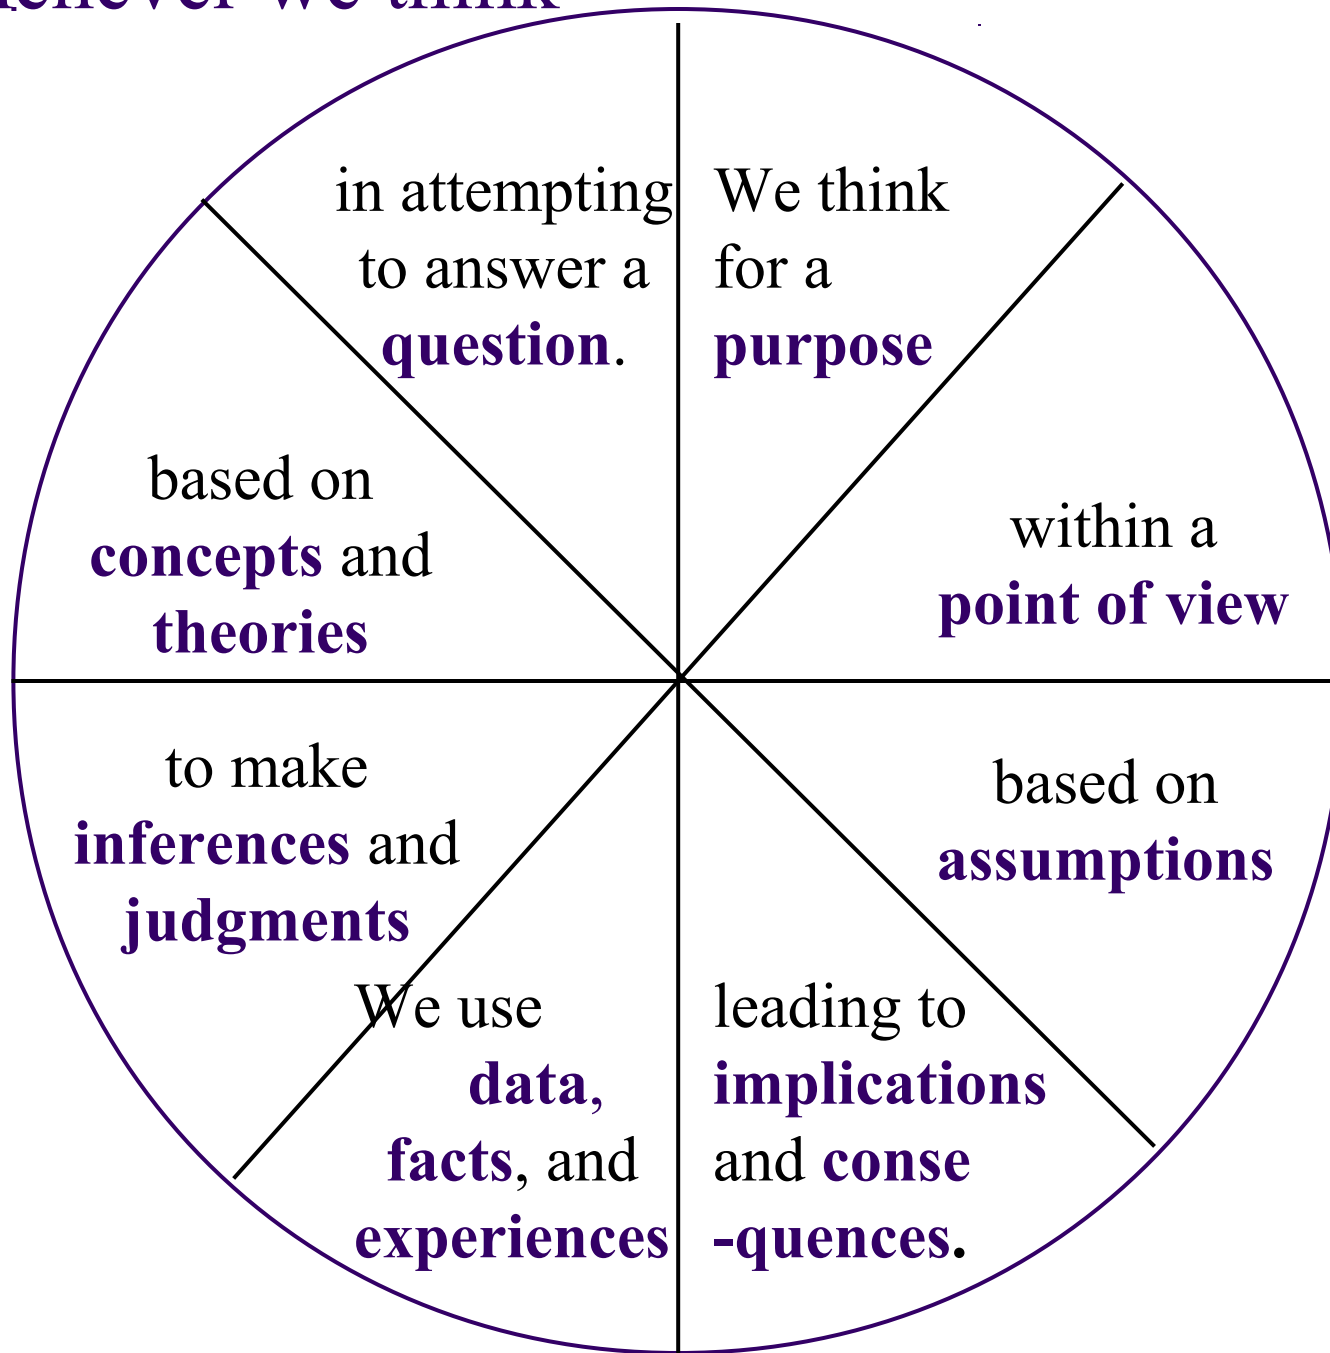 we think
We think
for a
purpose
within a
point of view
based on
assumptions
leading to
implications
and conse
-quences.
We use
data,
facts, and
experiences
to make
inferences and
judgments
based on
concepts and
theories
in attempting
to answer a
question.